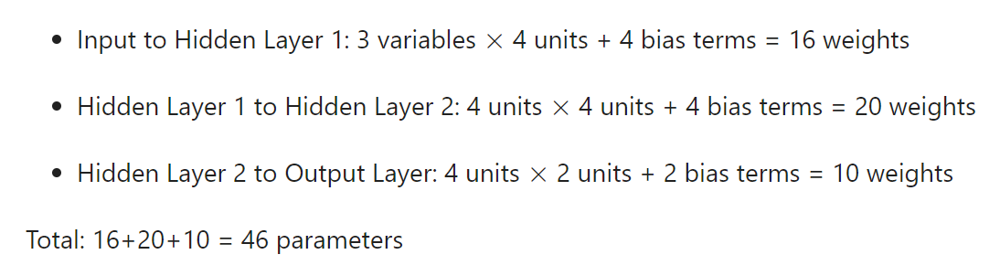 • Input to Hidden Layer 1: 3 variables × 4 units + 4 bias terms = 16 weights
• Hidden Layer 1 to Hidden Layer 2: 4 units × 4 units + 4 bias terms = 20 weights
• Hidden Layer 2 to Output Layer: 4 units × 2 units + 2 bias terms = 10 weights
Total: 16+20+10 = 46 parameters